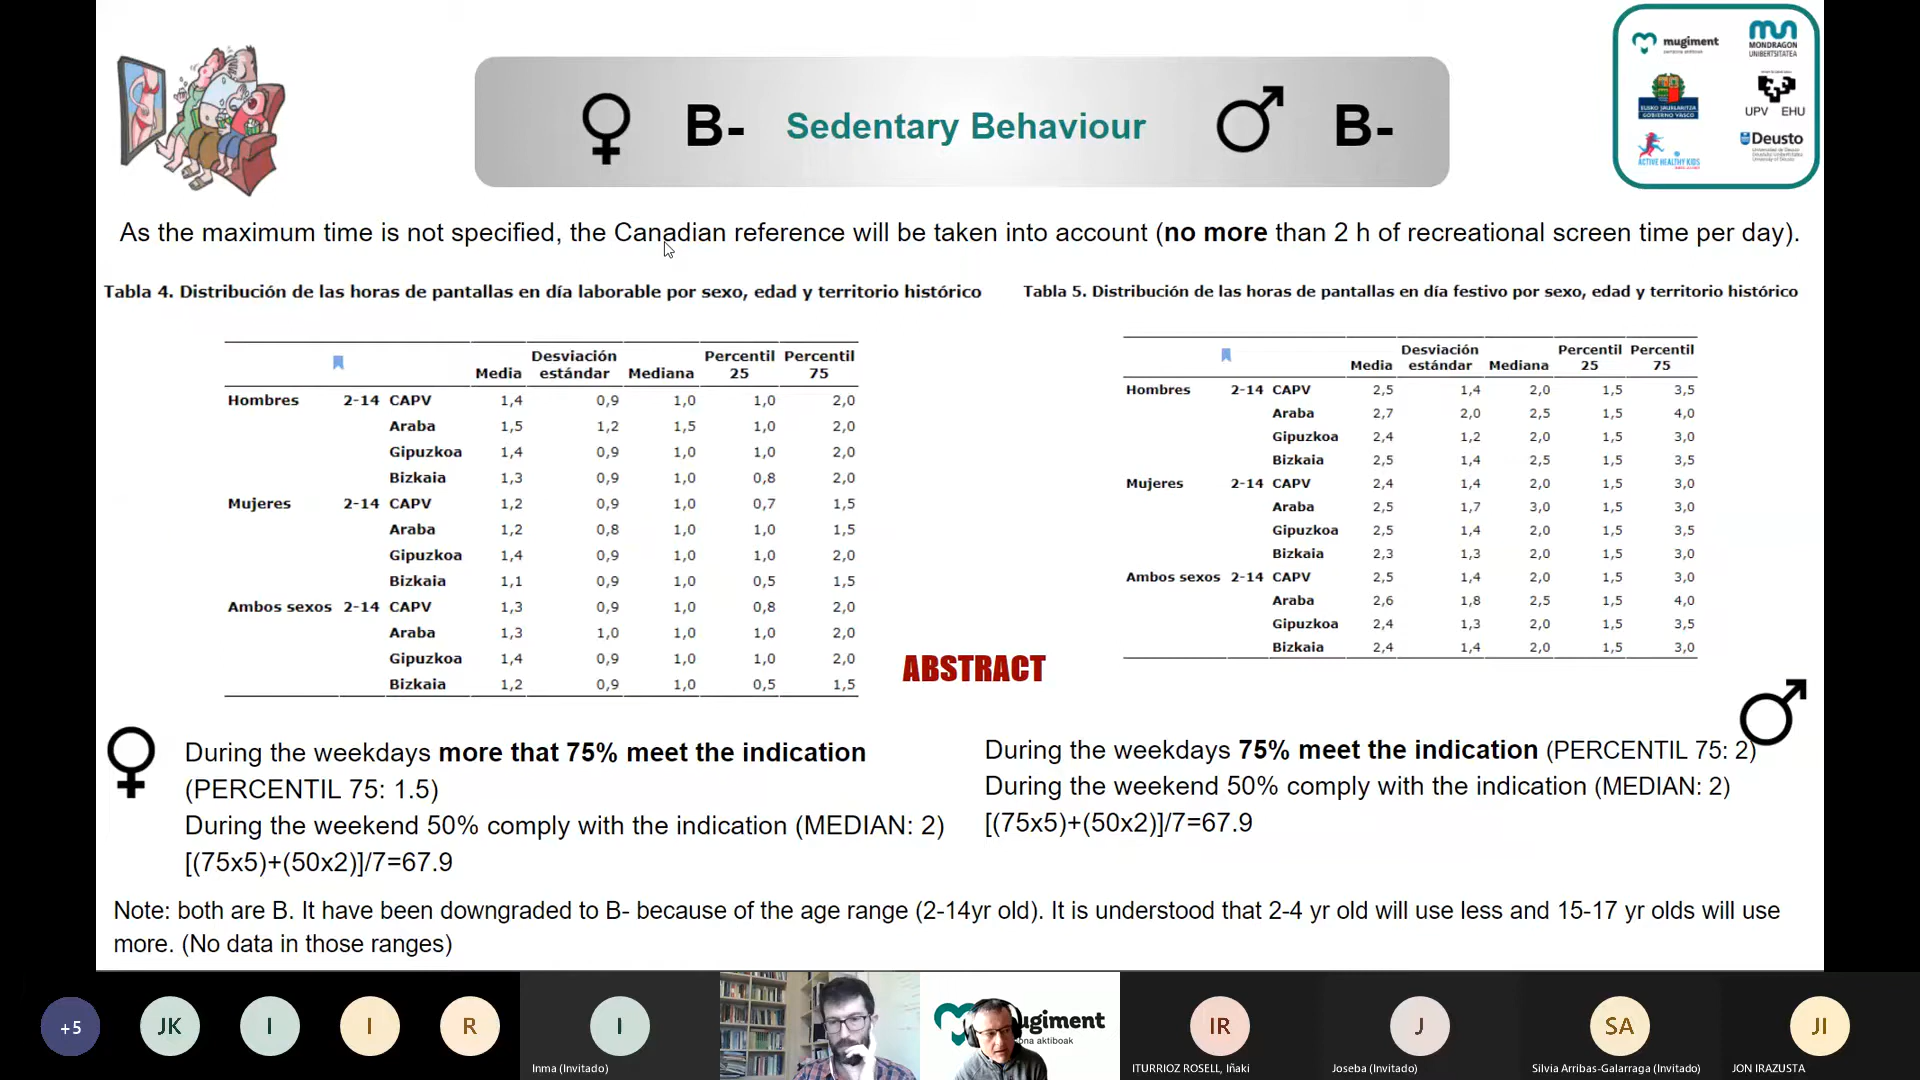 B- Sedentary Behaviour B-
mugiment
MONDRAGON
UNIBERTSITATEA
EUSKO JAURLARITZA
GOBIERNO VASCO
UPV EHU
ACTIVE HEALTHY KIDS
Deusto
Universidad de Deusto
As the maximum time is not specified, the Canadian reference will be taken into account (no more than 2 h of recreational screen time per day).
Tabla 4. Distribución de las horas de pantallas en día laborable por sexo, edad y territorio histórico
Media Desviación estándar Mediana Percentil 25 Percentil 75
Hombres 2-14 CAPV 1,4 0,9 1,0 1,0 2,0
Araba 1,5 1,2 1,5 1,0 2,0
Gipuzkoa 1,4 0,9 1,0 1,0 2,0
Bizkaia 1,3 0,9 1,0 0,8 2,0
Mujeres 2-14 CAPV 1,2 0,9 1,0 0,7 1,5
Araba 1,2 0,8 1,0 1,0 1,5
Gipuzkoa 1,4 0,9 1,0 1,0 2,0
Bizkaia 1,1 0,9 1,0 0,5 1,5
Ambos sexos 2-14 CAPV 1,3 0,9 1,0 0,8 2,0
Araba 1,3 1,0 1,0 1,0 2,0
Gipuzkoa 1,4 0,9 1,0 1,0 2,0
Bizkaia 1,2 0,9 1,0 0,5 1,5
Tabla 5. Distribución de las horas de pantallas en día festivo por sexo, edad y territorio histórico
Media Desviación estándar Mediana Percentil 25 Percentil 75
Hombres 2-14 CAPV 2,5 1,4 2,0 1,5 3,5
Araba 2,7 2,0 2,5 1,5 4,0
Gipuzkoa 2,4 1,2 2,0 1,5 3,0
Bizkaia 2,5 1,4 2,5 1,5 3,5
Mujeres 2-14 CAPV 2,4 1,4 2,0 1,5 3,0
Araba 2,5 1,7 3,0 1,5 3,0
Gipuzkoa 2,5 1,4 2,0 1,5 3,5
Bizkaia 2,3 1,3 2,0 1,5 3,0
Ambos sexos 2-14 CAPV 2,5 1,4 2,0 1,5 3,0
Araba 2,6 1,8 2,5 1,5 4,0
Gipuzkoa 2,4 1,3 2,0 1,5 3,5
Bizkaia 2,4 1,4 2,0 1,5 3,0
ABSTRACT
During the weekdays more that 75% meet the indication
(PERCENTIL 75: 1.5)
During the weekend 50% comply with the indication (MEDIAN: 2)
[(75x5)+(50x2)]/7=67.9
During the weekdays 75% meet the indication (PERCENTIL 75: 2)
During the weekend 50% comply with the indication (MEDIAN: 2)
[(75x5)+(50x2)]/7=67.9
Note: both are B. It have been downgraded to B- because of the age range (2-14yr old). It is understood that 2-4 yr old will use less and 15-17 yr olds will use
more. (No data in those ranges)
+5 JK I I R I IR J SA JI
ugiment
ona aktiboak
Inma (Invitado)
ITURRIOZ ROSELL, Iñaki
Joseba (Invitado)
Silvia Arribas-Galarraga (Invitado)
JON IRAZUSTA